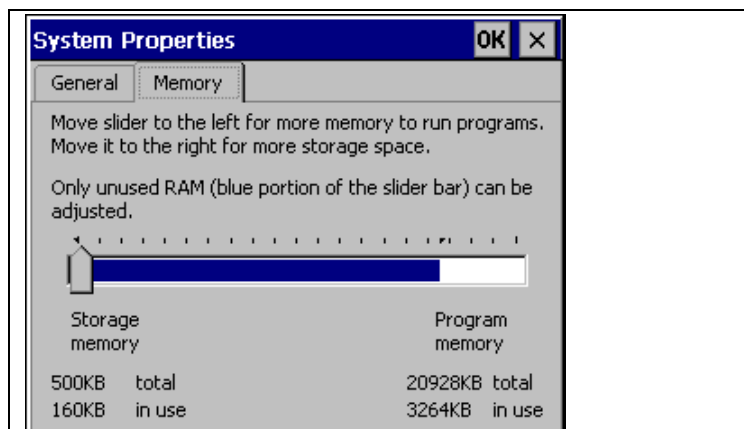 System Properties OK ×
General Memory
Move slider to the left for more memory to run programs.
Move it to the right for more storage space.
Only unused RAM (blue portion of the slider bar) can be
adjusted.
Storage Program
memory memory
500KB total 20928KB total
160KB in use 3264KB in use